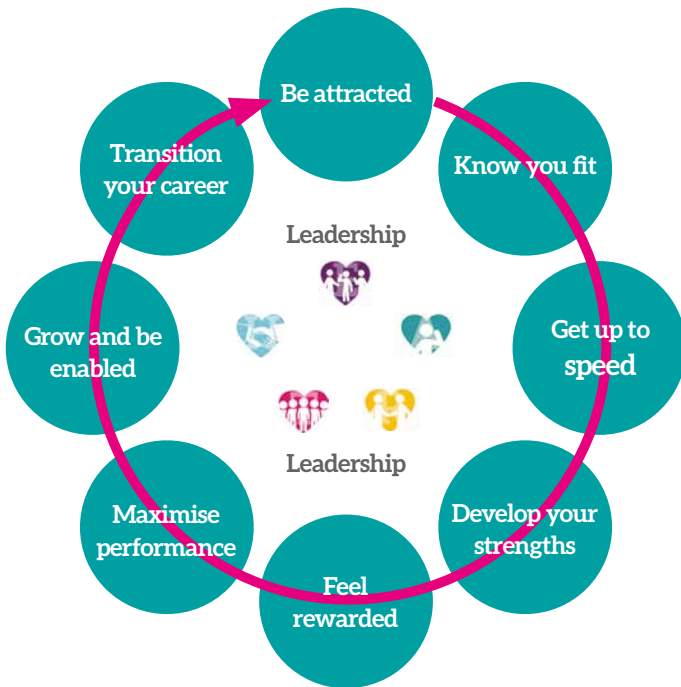 Be attracted
Know you fit
Get up to
speed
Develop your
strengths
Feel
rewarded
Maximise
performance
Grow and be
enabled
Transition
your career
Leadership
Leadership